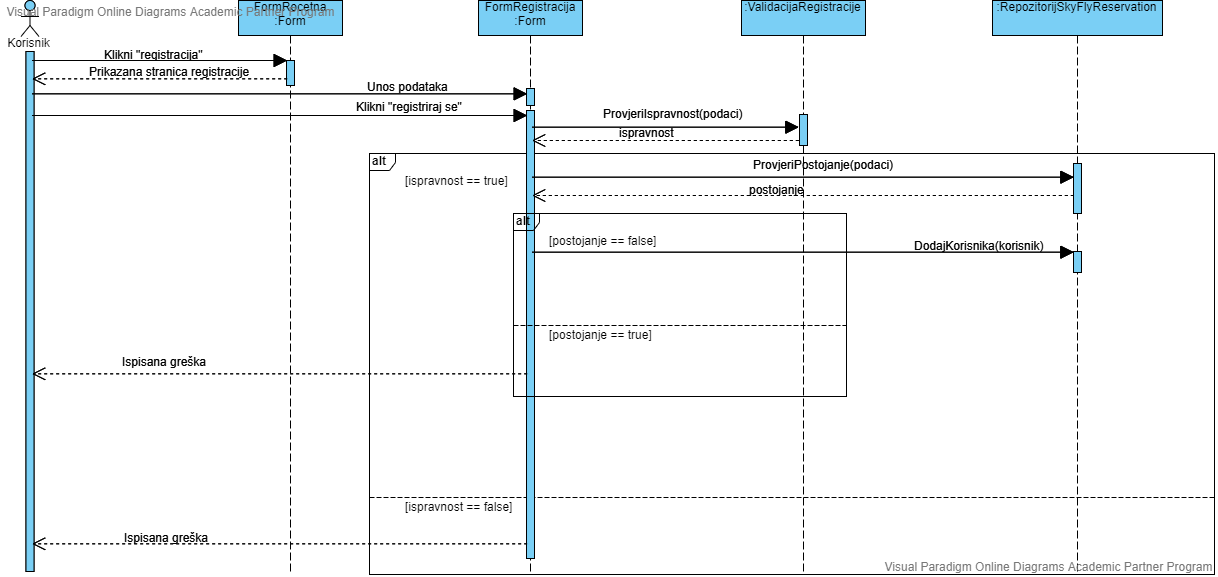 Visual Paradigm Online Diagrams Academic Partner Program
Korisnik
FormPocetna
:Form
FormRegistracija
:Form
:ValidacijaRegistracije
:RepozitorijSkyFlyReservation
Klikni "registracija"
Prikazana stranica registracije
Unos podataka
Klikni "registriraj se"
ProvjeriIspravnost(podaci)
ispravnost
alt
[ispravnost == true]
ProvjeriPostojanje(podaci)
postojanje
alt
[postojanje == false]
DodajKorisnika(korisnik)
[postojanje == true]
Ispisana greška
[ispravnost == false]
Ispisana greška
Visual Paradigm Online Diagrams Academic Partner Program